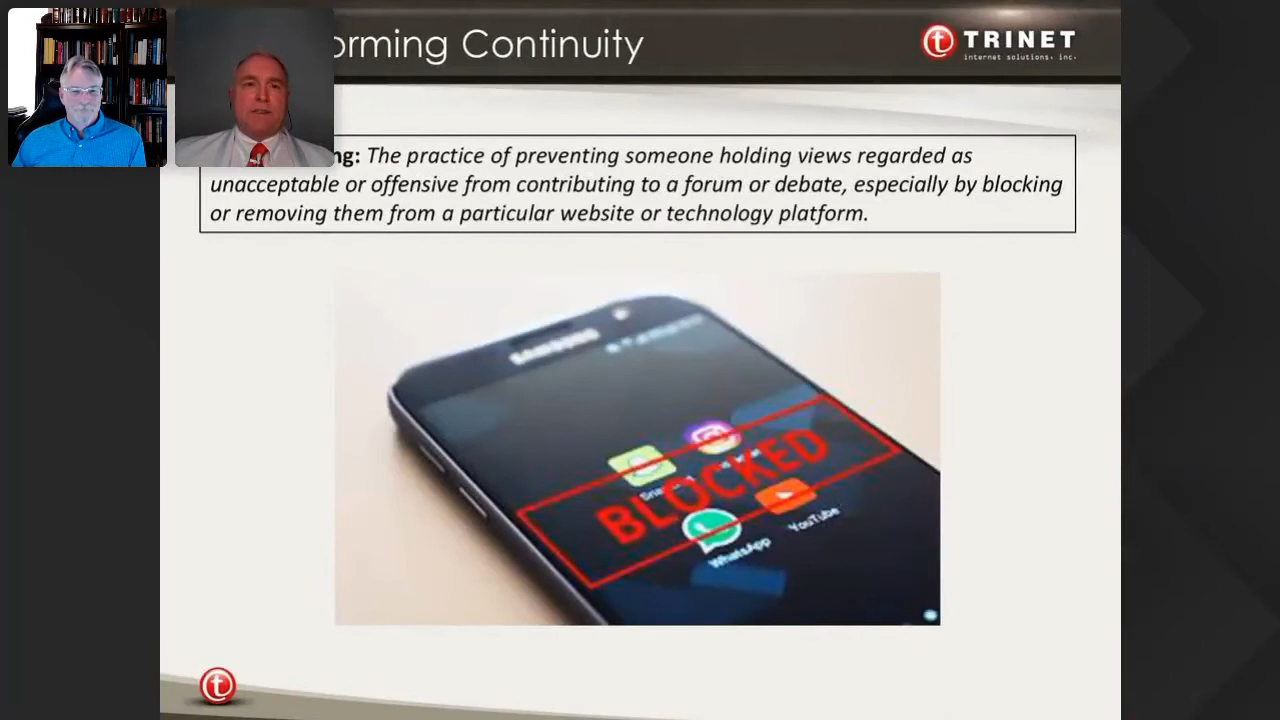 orming Continuity
TRINET
internet solutions, inc.
ng: The practice of preventing someone holding views regarded as
unacceptable or offensive from contributing to a forum or debate, especially by blocking
or removing them from a particular website or technology platform.
SAMSUNG
BLOCKED
YouTube
WhatsApp
t